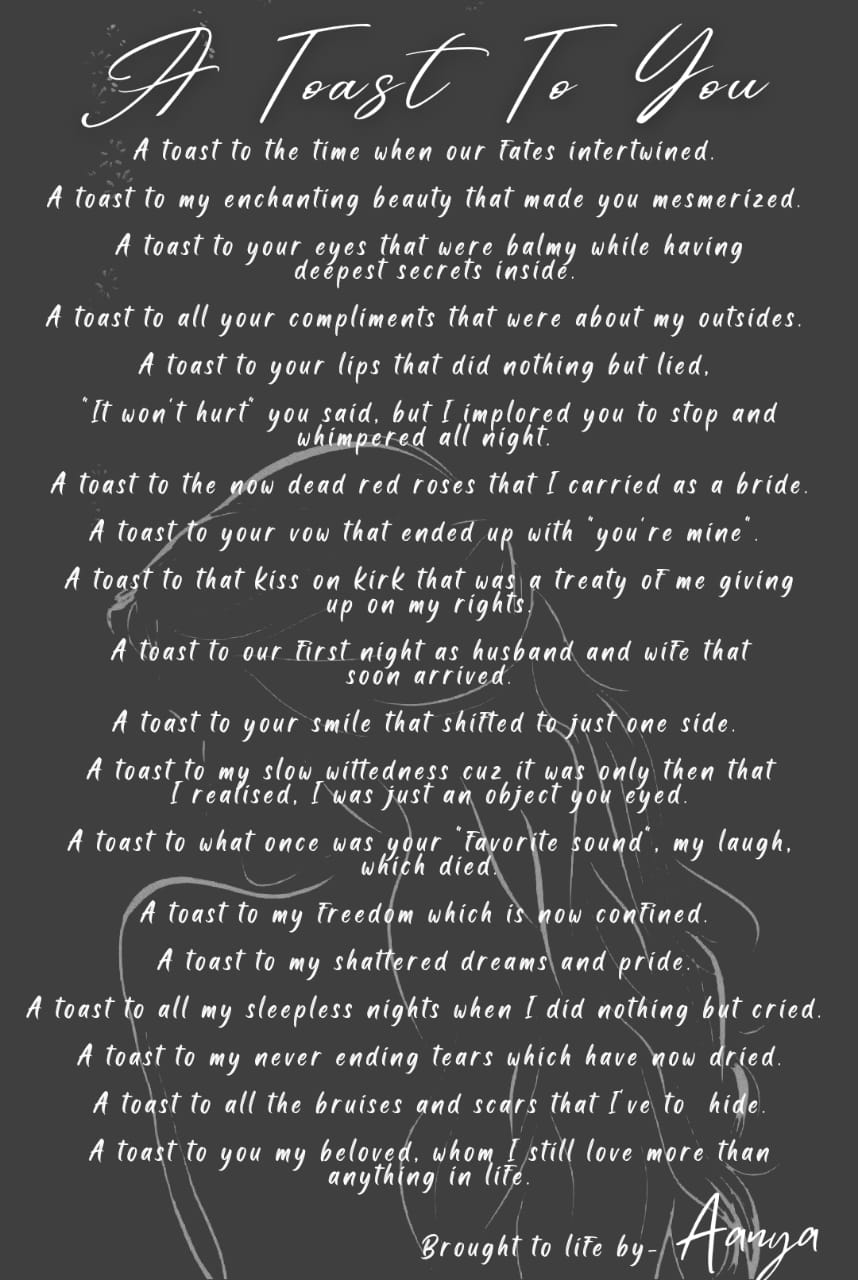 A Toast To You
A toast to the time when our fates intertwined.
A toast to my enchanting beauty that made you mesmerized.
A toast to your eyes that were balmy while having
deepest secrets inside.
A toast to all your compliments that were about my outsides.
A toast to your lips that did nothing but lied,
"It won't hurt" you said, but I implored you to stop and
whimpered all night.
A toast to the now dead red roses that I carried as a bride.
A toast to your vow that ended up with "you're mine".
A toast to that kiss on kirk that was a treaty of me giving
up on my rights.
A toast to our first night as husband and wife that
soon arrived.
A toast to your smile that shifted to just one side.
A toast to my slow wittedness cuz it was only then that
I realised, I was just an object you eyed.
A toast to what once was your "favorite sound", my laugh,
which died.
A toast to my freedom which is now confined.
A toast to my shattered dreams and pride.
A toast to all my sleepless nights when I did nothing but cried.
A toast to my never ending tears which have now dried.
A toast to all the bruises and scars that I've to hide.
A toast to you my beloved, whom I still love more than
anything in life.
Brought to life by- Aanya